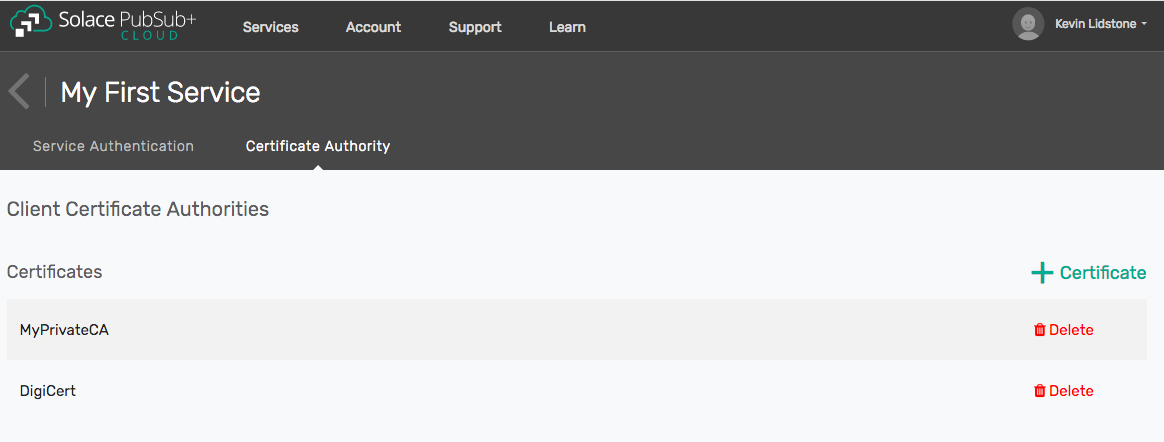 Solace PubSub+
CLOUD
Services
Account
Support
Learn
Kevin Lidstone
My First Service
Service Authentication
Certificate Authority
Client Certificate Authorities
Certificates
+ Certificate
MyPrivateCA
Delete
DigiCert
Delete